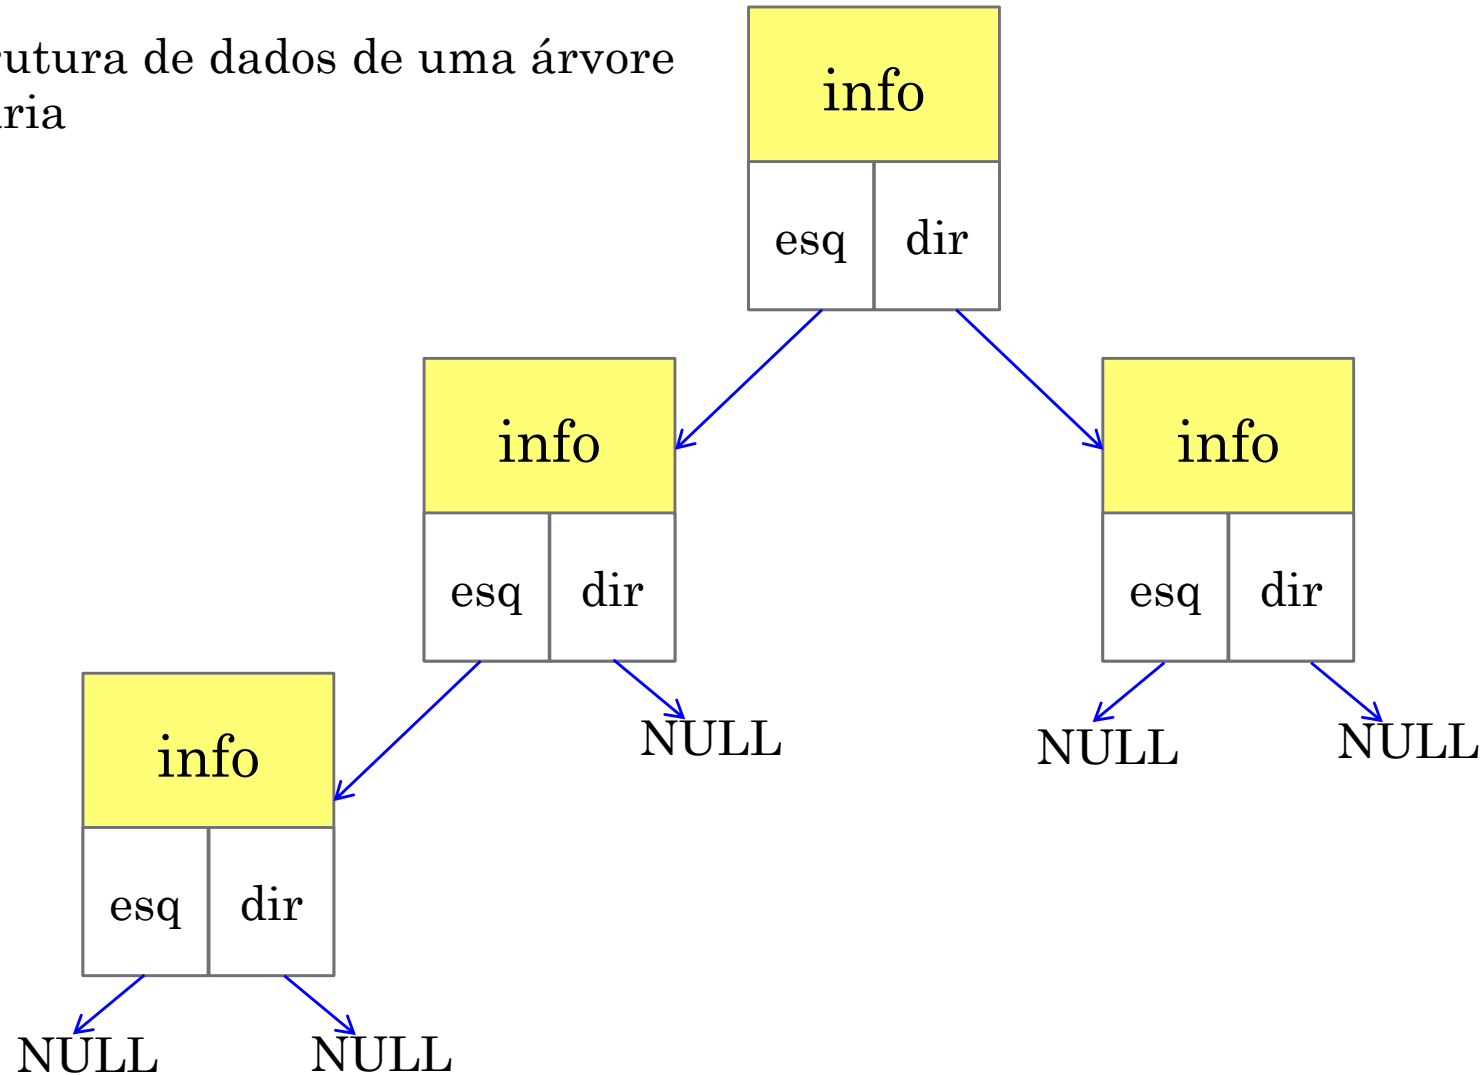 rutura de dados de uma árvore
ria
info
esq dir
info
info
esq dir
esq dir
NULL
NULL
NULL
info
esq dir
NULL
NULL